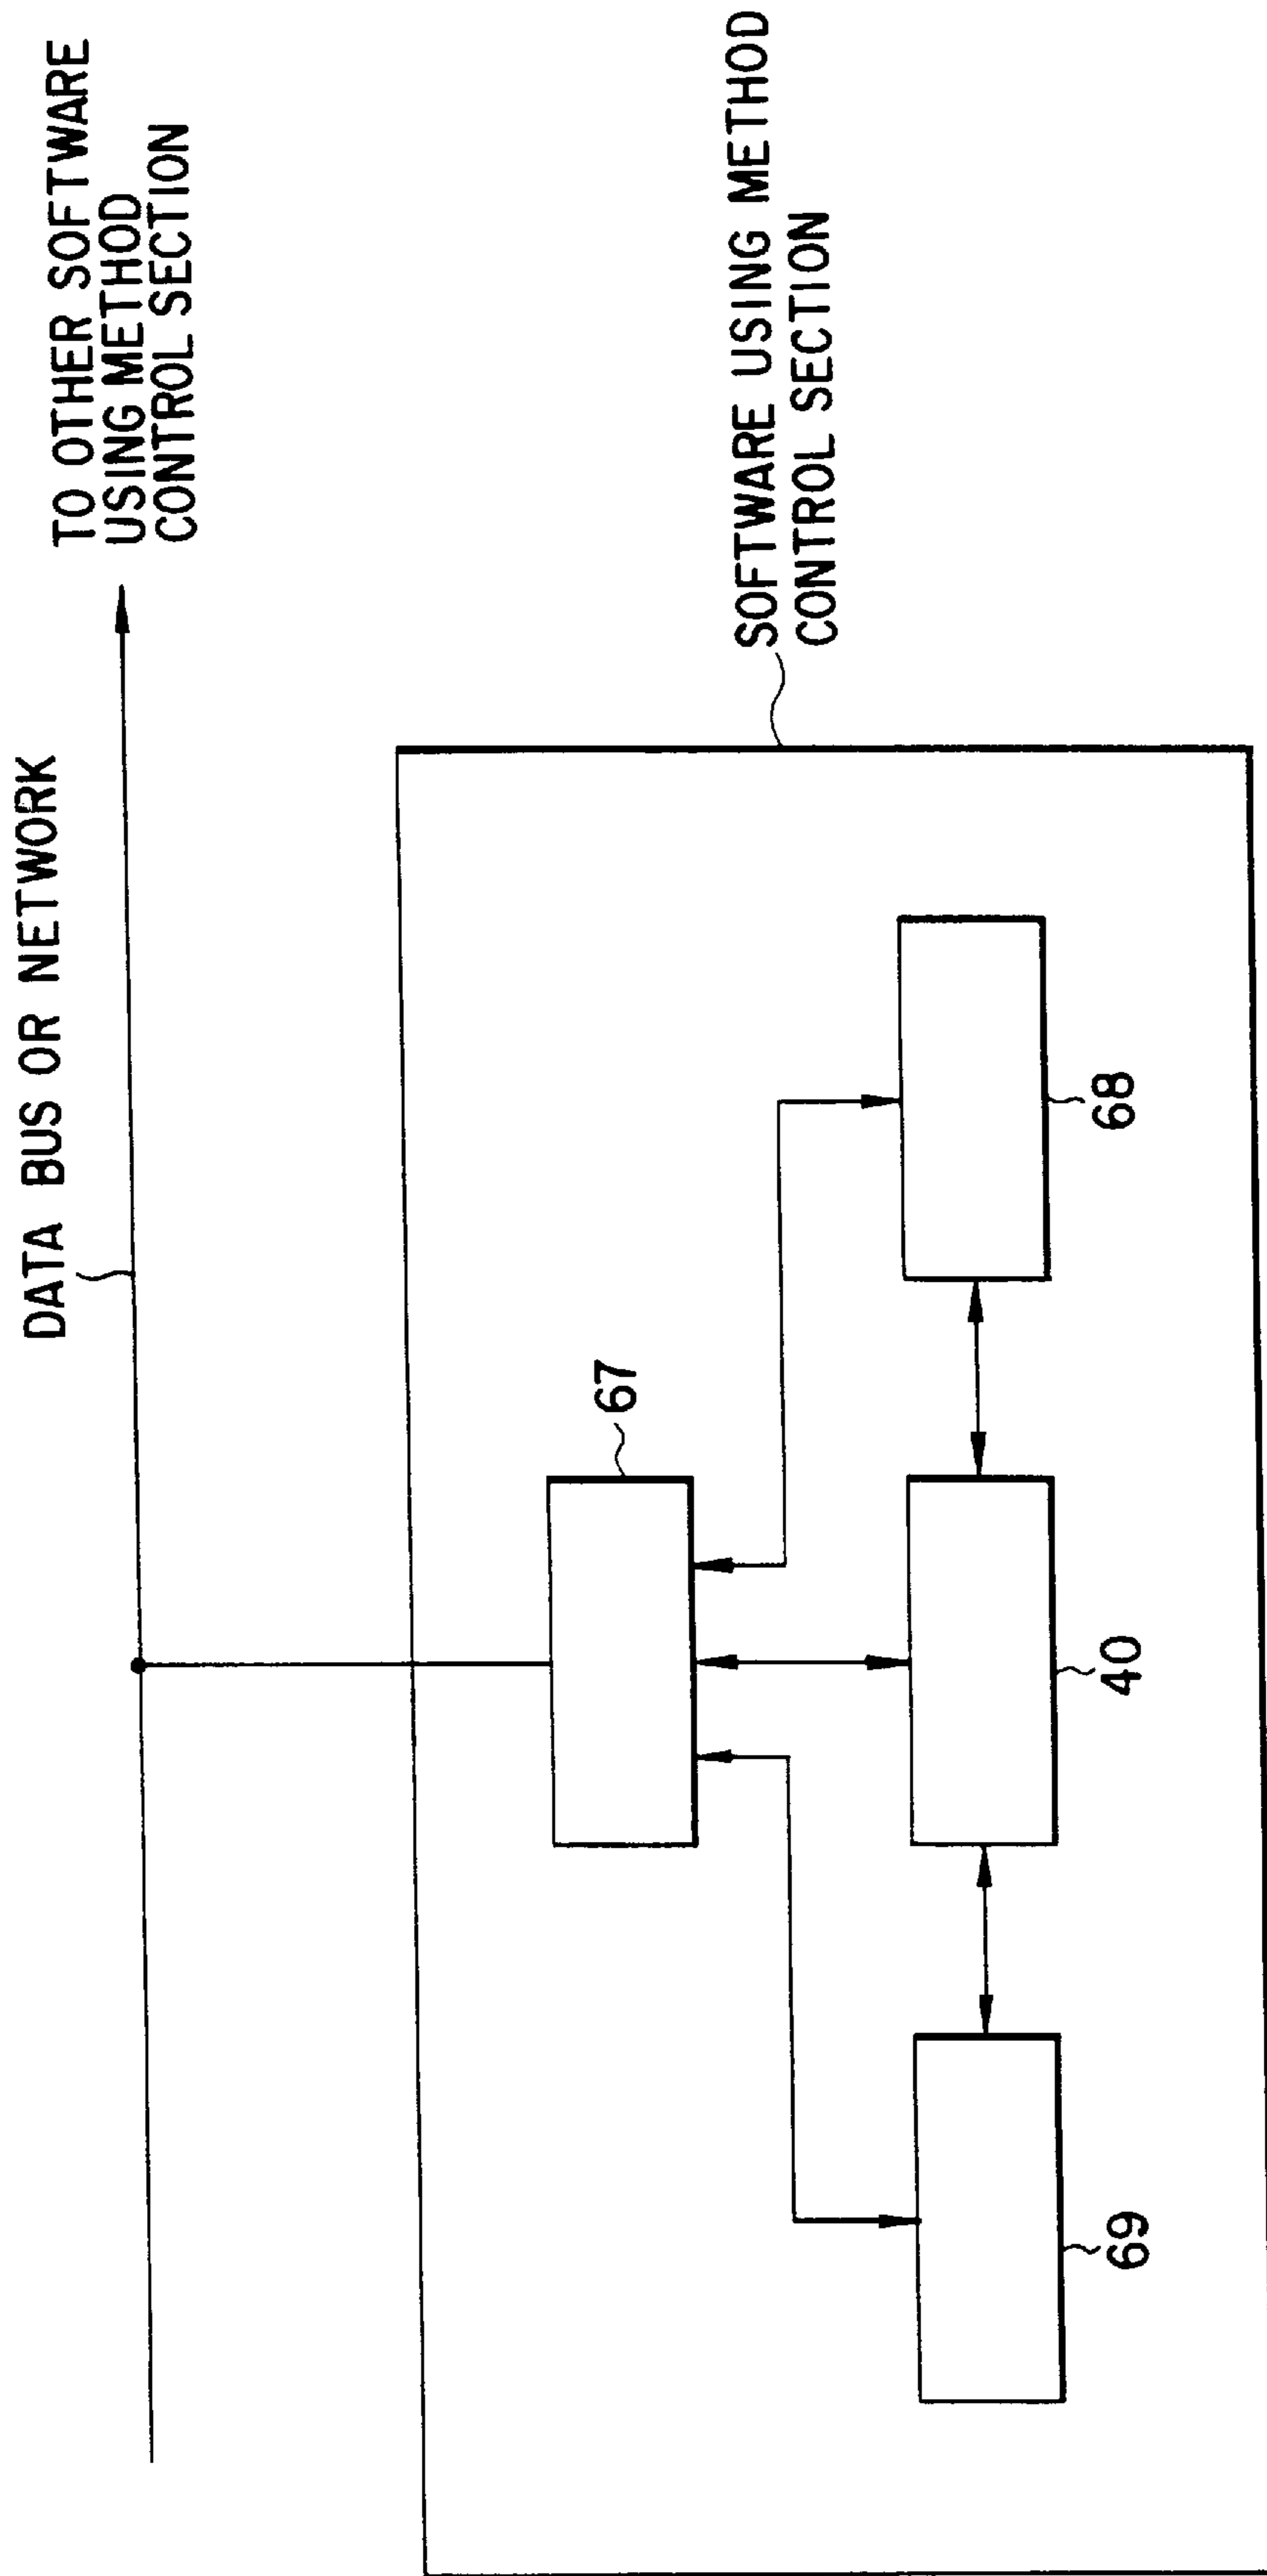 DATA BUS OR NETWORK
TO OTHER SOFTWARE
USING METHOD
CONTROL SECTION
SOFTWARE USING METHOD
CONTROL SECTION
67
69
40
68